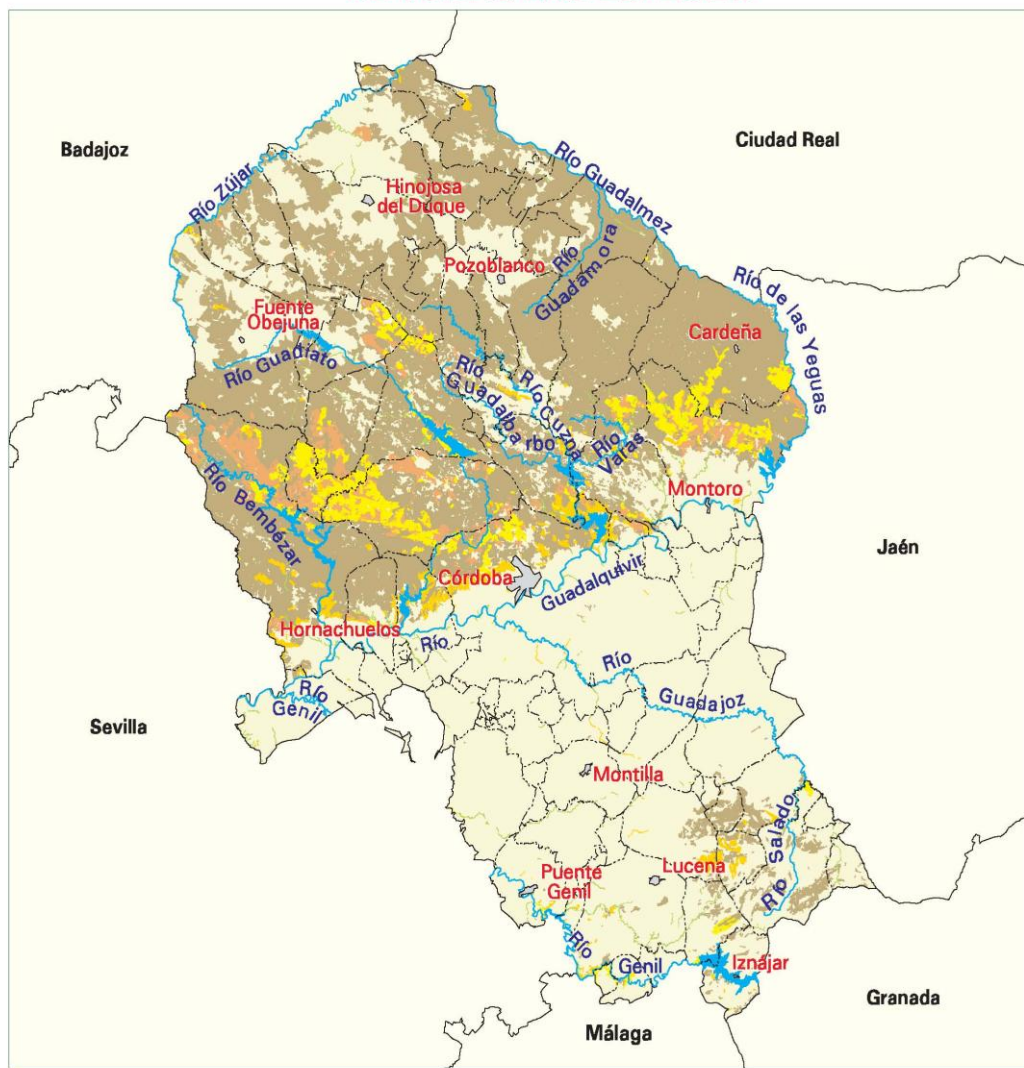 Badajoz
Ciudad Real
Río Zújar
Río Guadalmez
Hinojosa
del Duque
Río
Guadamora
Pozoblanco
Río de las Yeguas
Fuente
Obejuna
Cardeña
Río Guadiato
Río
Guadalbarbo
Río Cuzna
Río
Varas
Montoro
Río Bembézar
Jaén
Córdoba
Guadalquivir
Hornachuelos
Río
Río
Guadajoz
Río
Genil
Sevilla
Montilla
Río Salado
Puente
Genil
Lucena
Río
Genil
Iznájar
Granada
Málaga